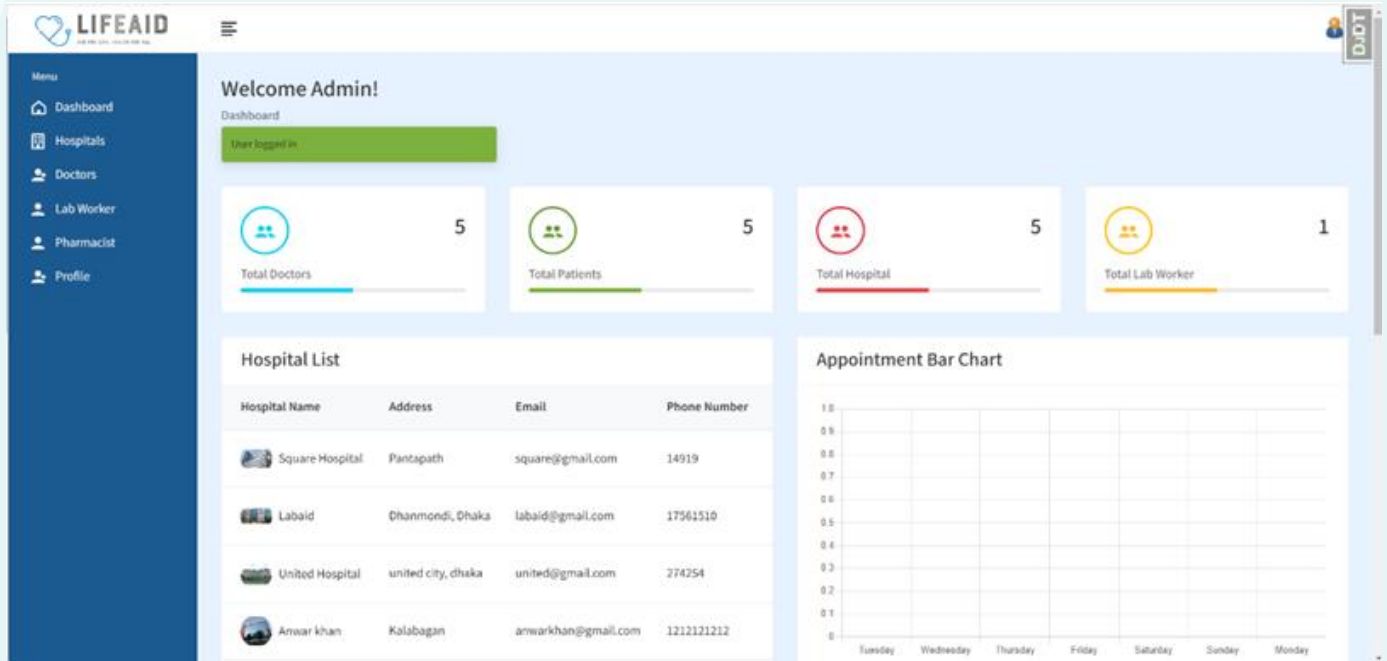 LIFEAID
DJDT
Menu
Dashboard
Hospitals
Doctors
Lab Worker
Pharmacist
Profile
Welcome Admin!
Dashboard
User logged in
5
Total Doctors
5
Total Patients
5
Total Hospital
1
Total Lab Worker
Hospital List
Hospital Name Address Email Phone Number
Square Hospital Pantapath square@gmail.com 14919
Labaid Dhanmondi, Dhaka labaid@gmail.com 17561510
United Hospital united city, dhaka united@gmail.com 274254
Anwar khan Kalabagan anwarkhan@gmail.com 1212121212
Appointment Bar Chart
1.0
0.9
0.8
0.7
0.6
0.5
0.4
0.3
0.2
0.1
0
Tuesday Wednesday Thursday Friday Saturday Sunday Monday